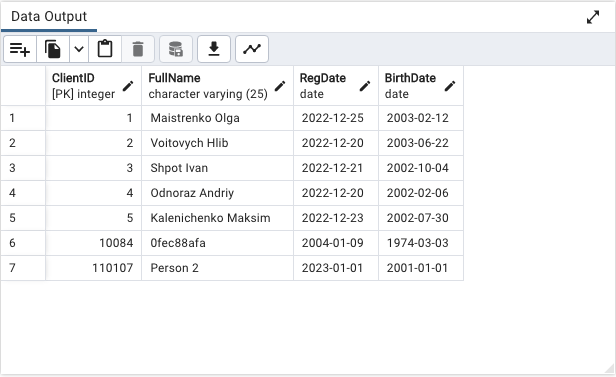 Data Output
ClientID FullName RegDate BirthDate
[PK] integer character varying (25) date date
1 1 Maistrenko Olga 2022-12-25 2003-02-12
2 2 Voitovych Hlib 2022-12-20 2003-06-22
3 3 Shpot Ivan 2022-12-21 2002-10-04
4 4 Odnoraz Andriy 2022-12-20 2002-02-06
5 5 Kalenichenko Maksim 2022-12-23 2002-07-30
6 10084 0fec88afa 2004-01-09 1974-03-03
7 110107 Person 2 2023-01-01 2001-01-01